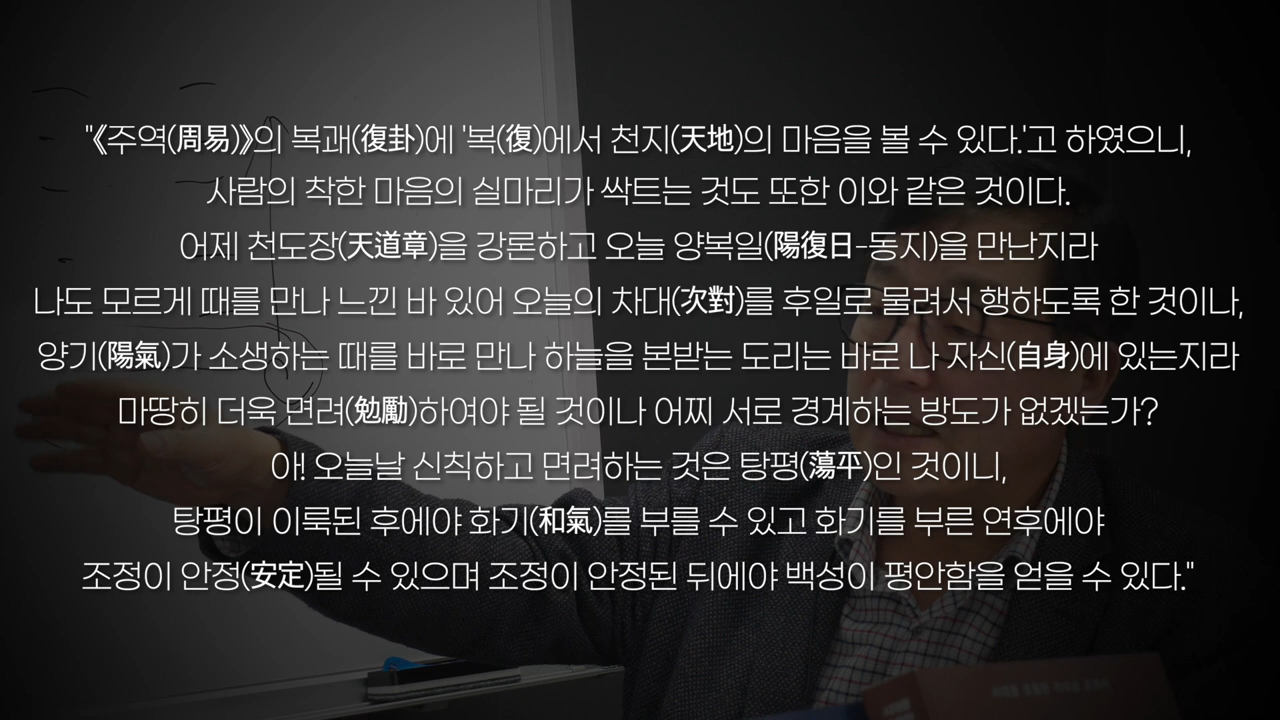 "《주역(周易)》의 복괘(復卦)에 '복(復)에서 천지(天地)의 마음을 볼 수 있다.'고 하였으니,
사람의 착한 마음의 실마리가 싹트는 것도 또한 이와 같은 것이다.
어제 천도장(天道章)을 강론하고 오늘 양복일(陽復日-동지)을 만난지라
나도 모르게 때를 만나 느낀 바 있어 오늘의 차대(次對)를 후일로 물려서 행하도록 한 것이나,
양기(陽氣)가 소생하는 때를 바로 만나 하늘을 본받는 도리는 바로 나 자신(自身)에 있는지라
마땅히 더욱 면려(勉勵)하여야 될 것이나 어찌 서로 경계하는 방도가 없겠는가?
아! 오늘날 신칙하고 면려하는 것은 탕평(蕩平)인 것이니,
탕평이 이룩된 후에야 화기(和氣)를 부를 수 있고 화기를 부른 연후에야
조정이 안정(安定)될 수 있으며 조정이 안정된 뒤에야 백성이 평안함을 얻을 수 있다."